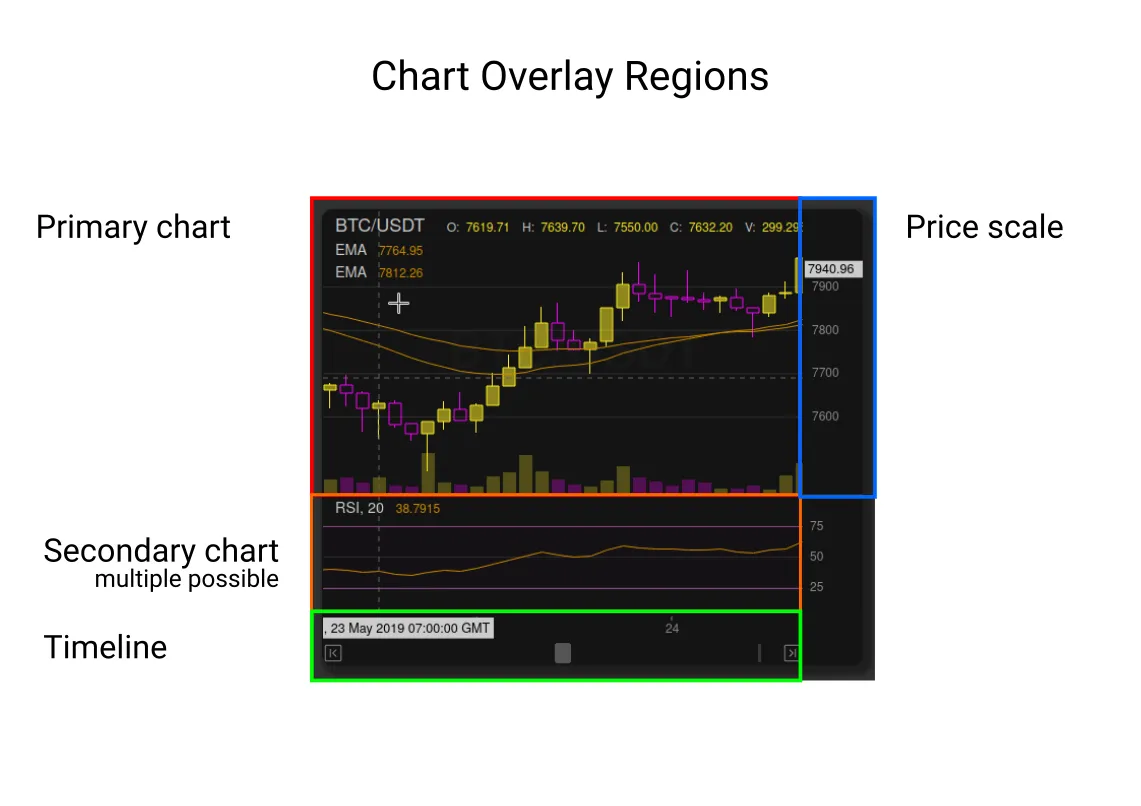 Chart Overlay Regions
Primary chart
Price scale
BTC/USDT O: 7619.71 H: 7639.70 L: 7550.00 C: 7632.20 V: 299.29
EMA 7764.95
EMA 7812.26
7940.96
7900
7800
7700
7600
RSI, 20 38.7915
75
50
25
Secondary chart
multiple possible
Timeline
, 23 May 2019 07:00:00 GMT
24